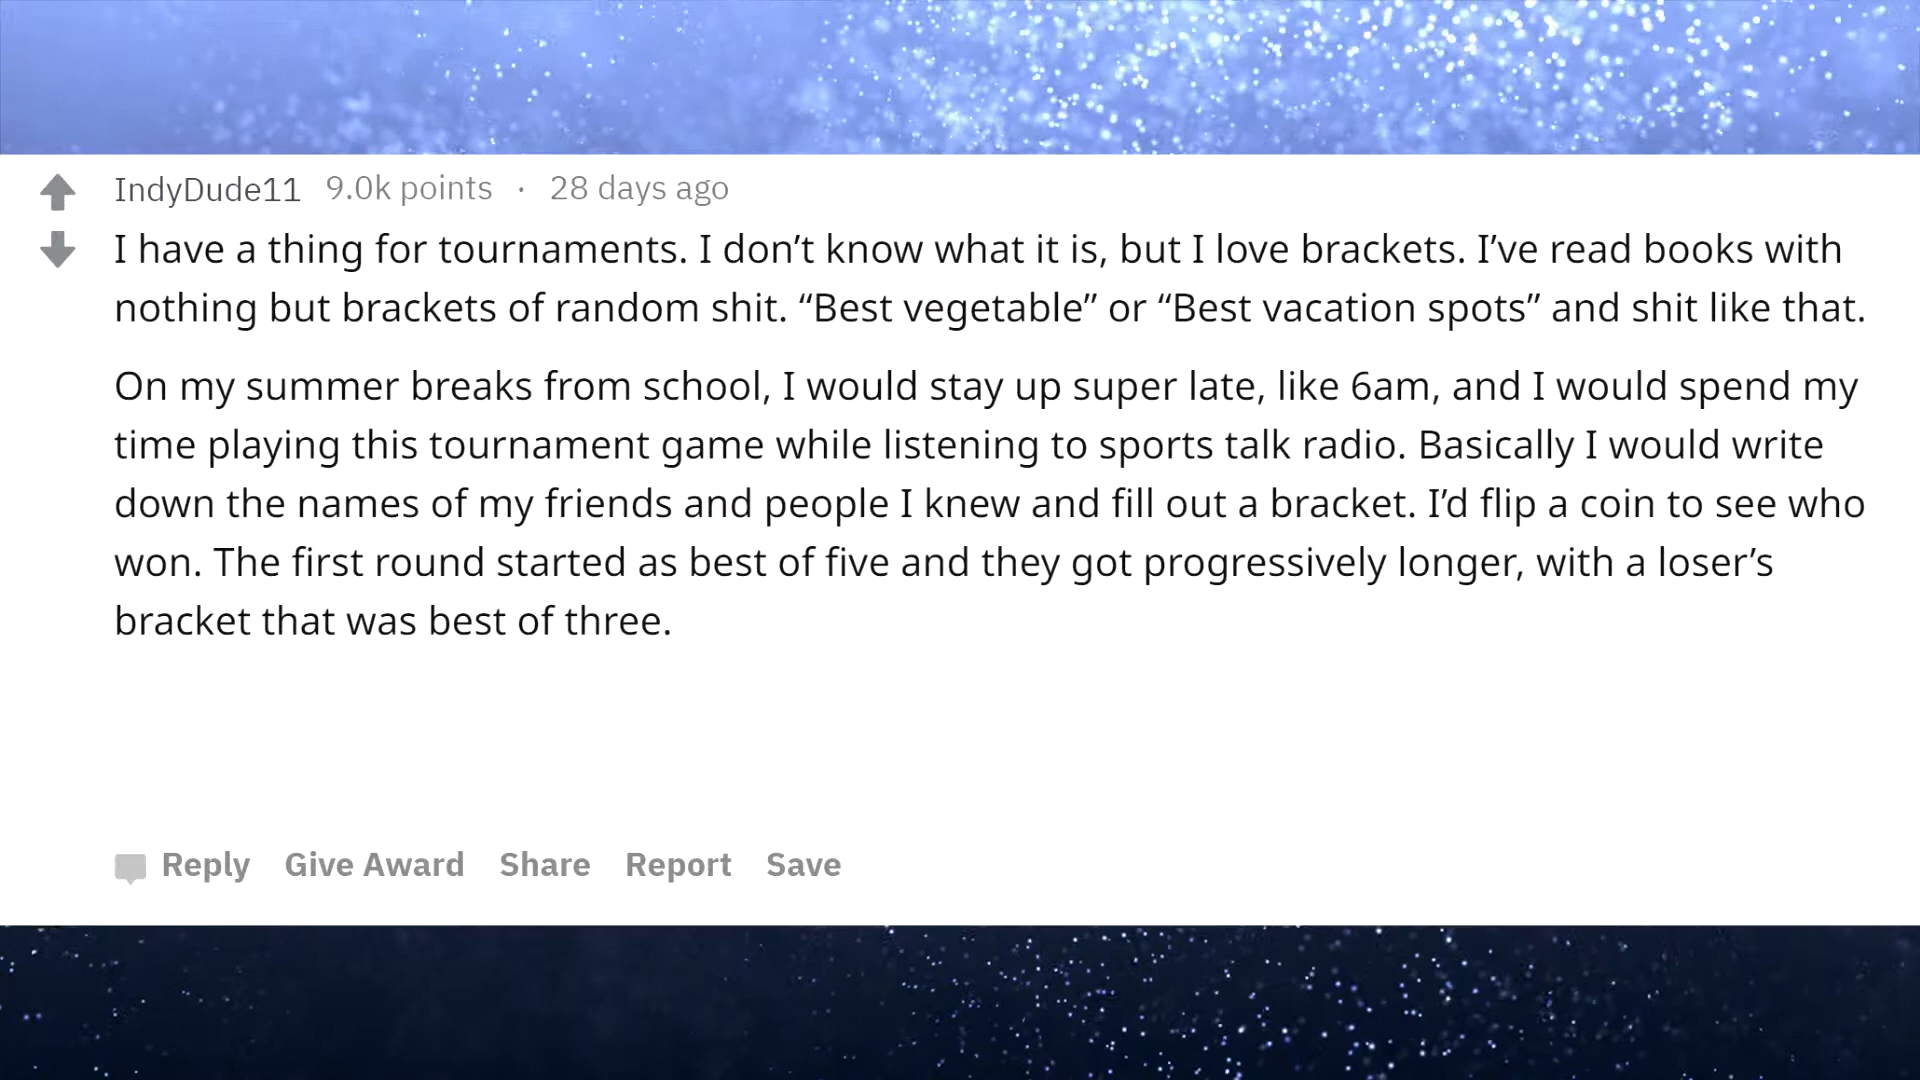 IndyDude11 9.0k points · 28 days ago
I have a thing for tournaments. I don’t know what it is, but I love brackets. I’ve read books with
nothing but brackets of random shit. “Best vegetable” or “Best vacation spots” and shit like that.
On my summer breaks from school, I would stay up super late, like 6am, and I would spend my
time playing this tournament game while listening to sports talk radio. Basically I would write
down the names of my friends and people I knew and fill out a bracket. I’d flip a coin to see who
won. The first round started as best of five and they got progressively longer, with a loser’s
bracket that was best of three.
Reply Give Award Share Report Save